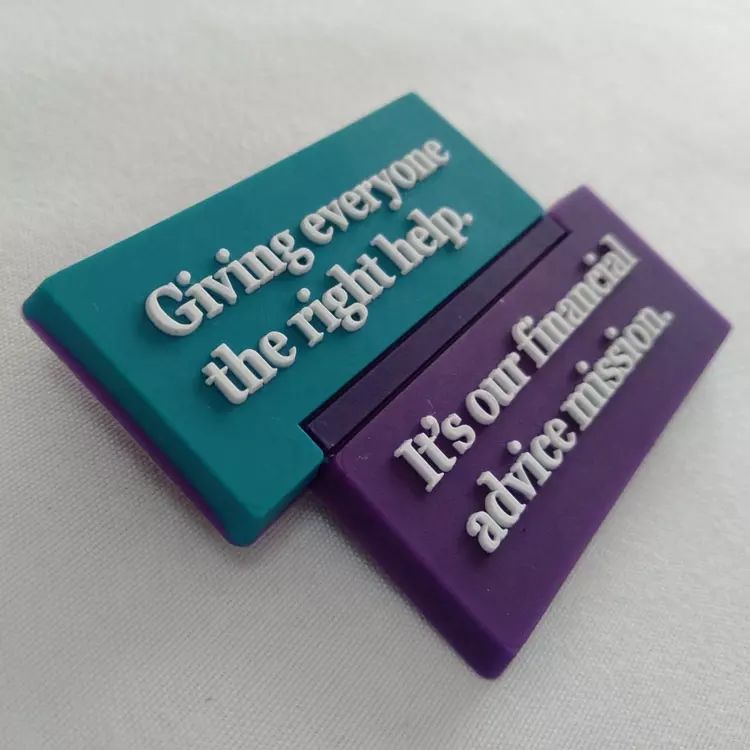 Giving everyone
the right help.
It's our financial
advice mission.